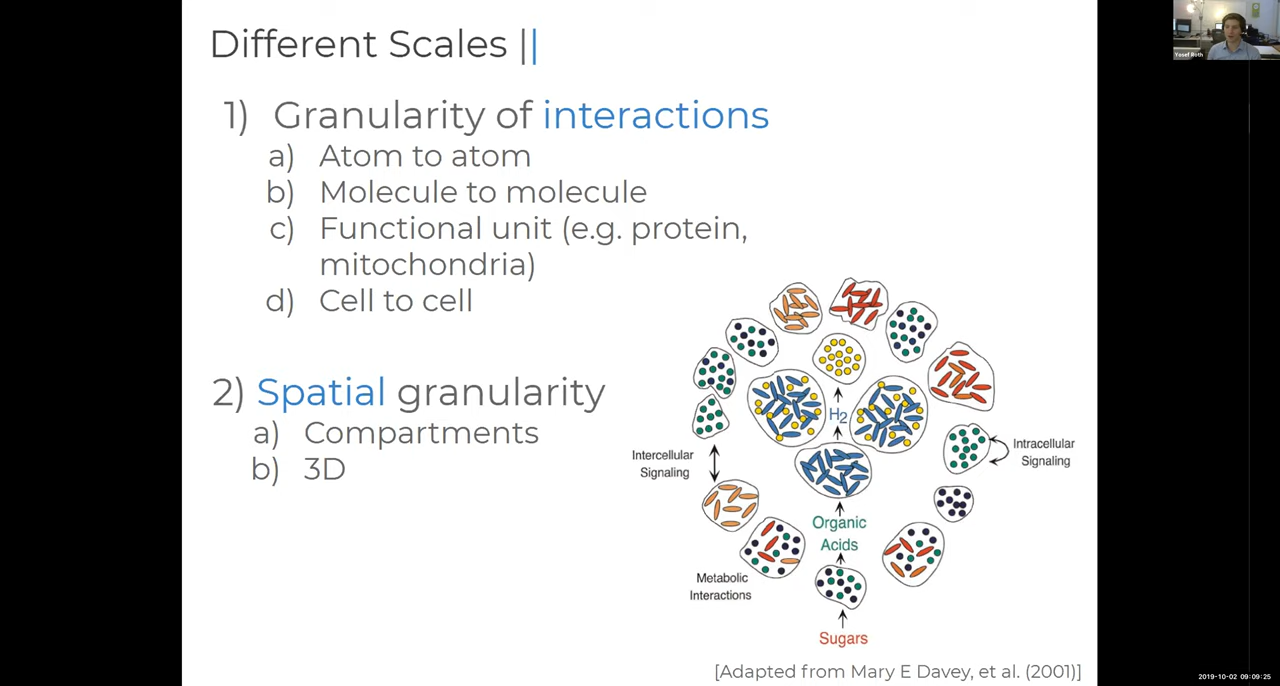 Different Scales ||
Yosef Roth
1) Granularity of interactions
a) Atom to atom
b) Molecule to molecule
c) Functional unit (e.g. protein,
mitochondria)
d) Cell to cell
2) Spatial granularity
a) Compartments
b) 3D
H2
Intercellular
Signaling
Intracellular
Signaling
Organic
Acids
Metabolic
Interactions
Sugars
[Adapted from Mary E Davey, et al. (2001)]
2019-10-02 09:09:25